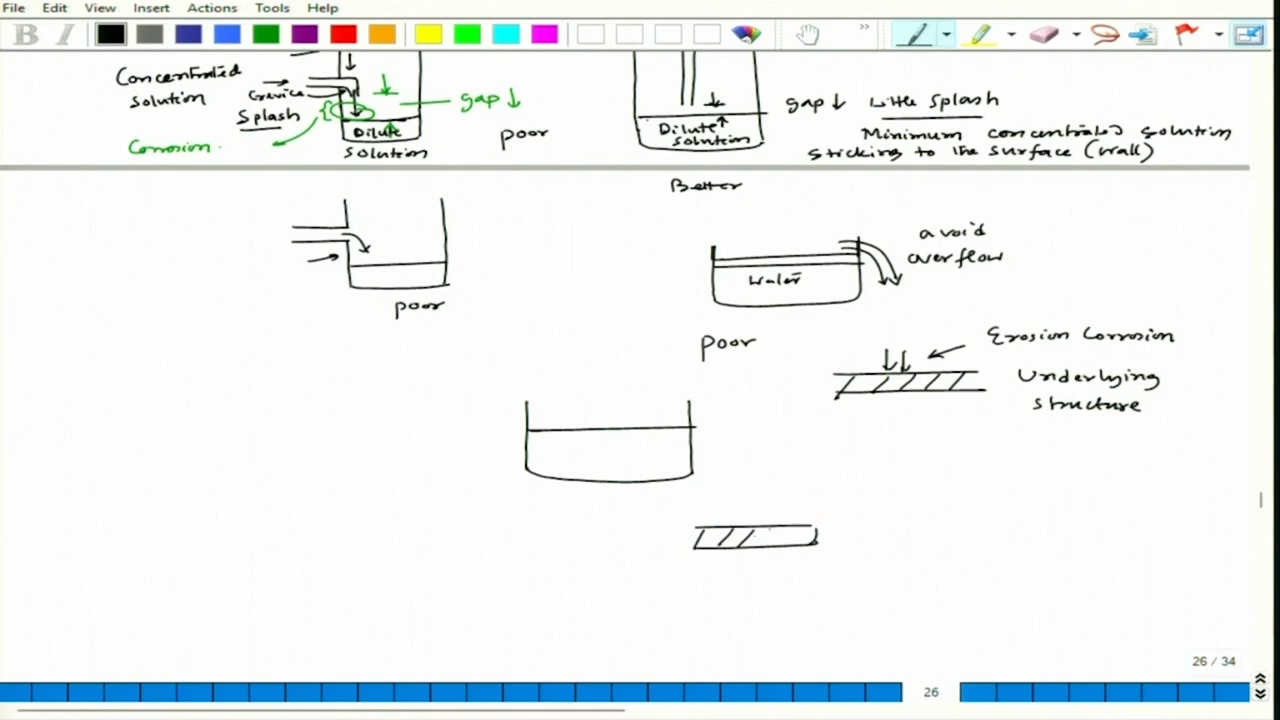 File Edit View Insert Actions Tools Help
B I
Concentrated
solution
Crevice
Splash
Corrosion.
gap ↓
Dilute
solution
poor
Dilute
solution
gap ↓ Little splash
Minimum concentrated solution
sticking to the surface (wall)
Better
poor
water
avoid
overflow
poor
Erosion Corrosion
Underlying
structure
26 / 34
26